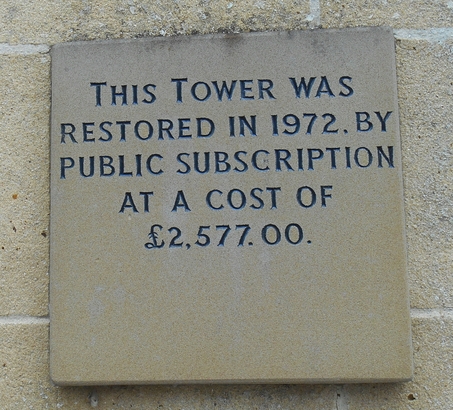 THIS TOWER WAS
RESTORED IN 1972. BY
PUBLIC SUBSCRIPTION
AT A COST OF
£2,577.00.